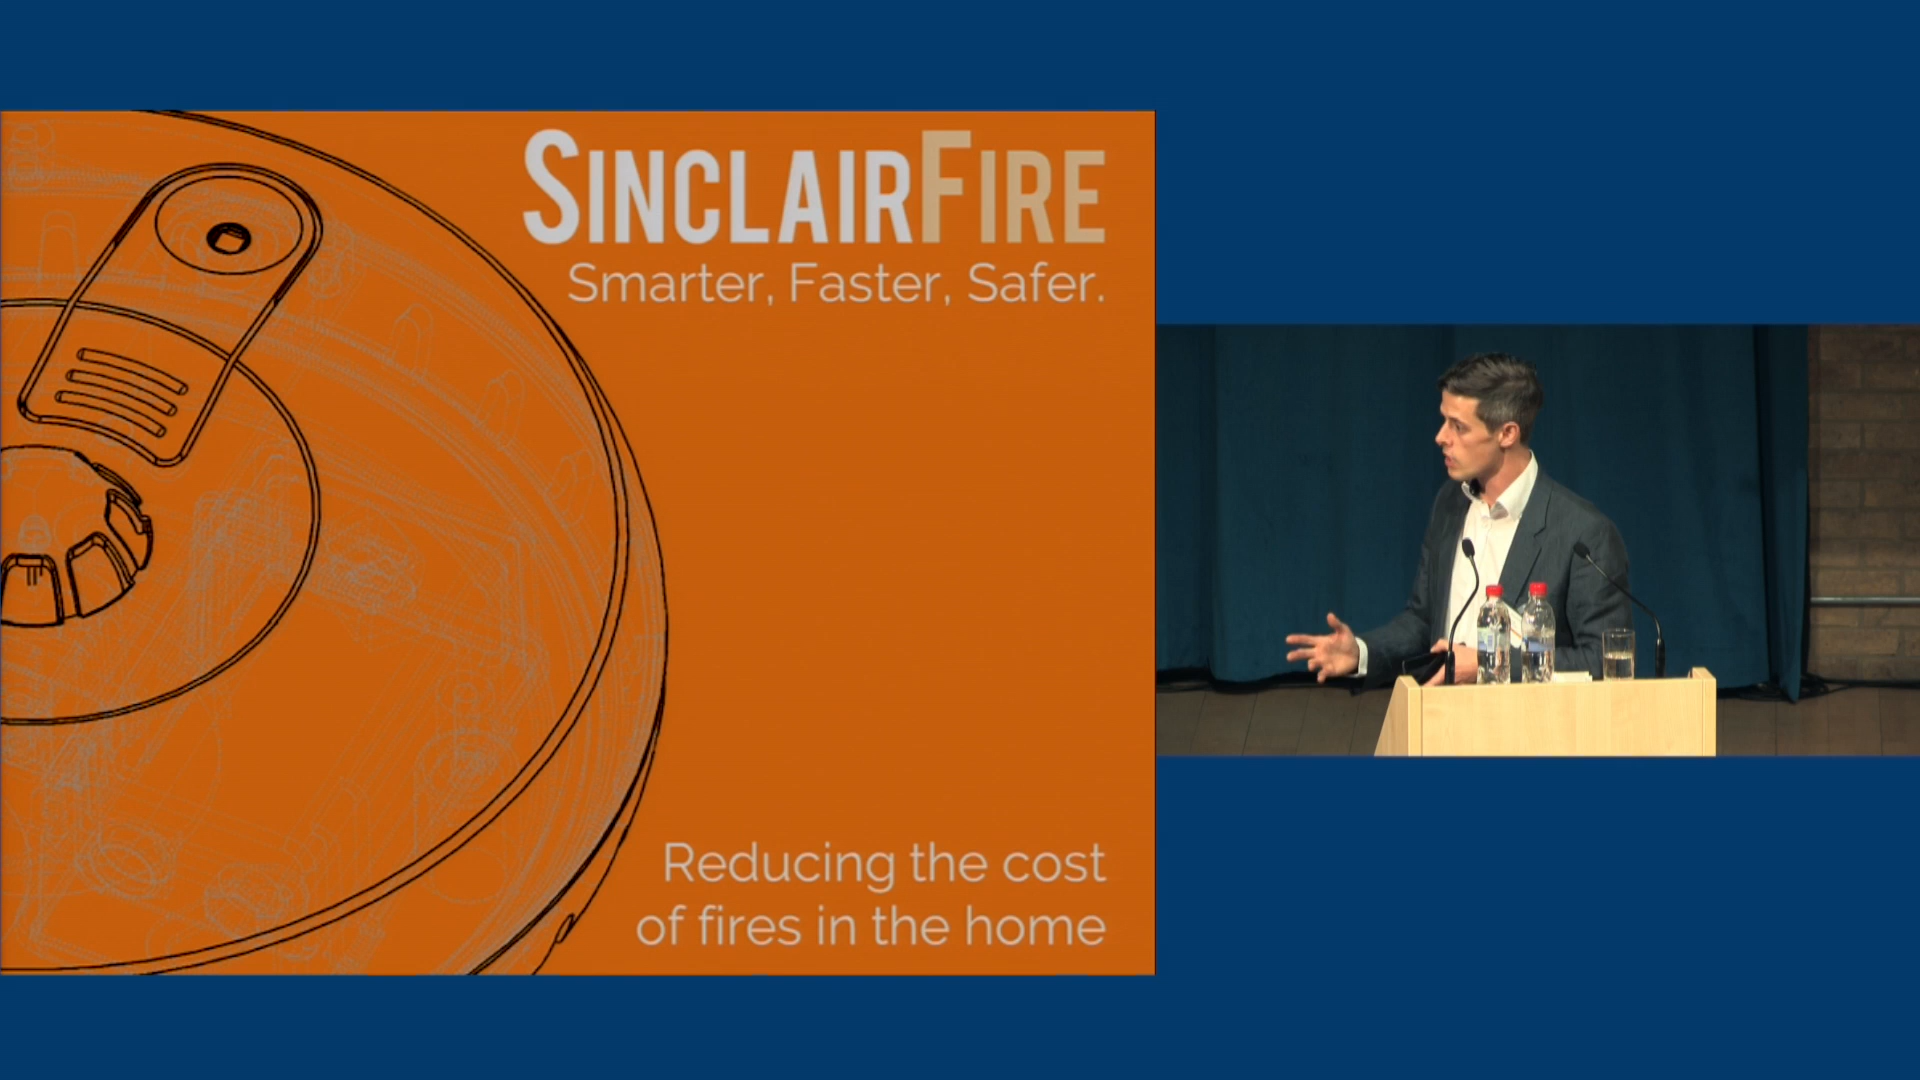 SINCLAIRFIRE
Smarter, Faster, Safer.
Reducing the cost
of fires in the home